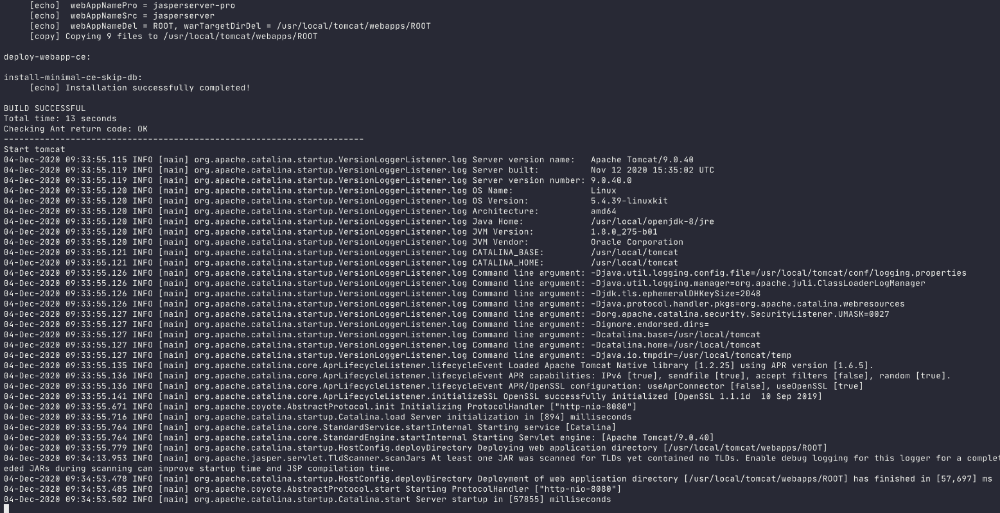 [echo]  webAppNamePro = jasperserver-pro
[echo]  webAppNameSrc = jasperserver
[echo]  webAppNameDel = ROOT, warTargetDirDel = /usr/local/tomcat/webapps/ROOT
[copy] Copying 9 files to /usr/local/tomcat/webapps/ROOT
deploy-webapp-ce:
install-minimal-ce-skip-db:
[echo] Installation successfully completed!
BUILD SUCCESSFUL
Total time: 13 seconds
Checking Ant return code: OK
----------------------------------------------------------------------
Start tomcat
04-Dec-2020 09:33:55.115 INFO [main] org.apache.catalina.startup.VersionLoggerListener.log Server version name:   Apache Tomcat/9.0.40
04-Dec-2020 09:33:55.119 INFO [main] org.apache.catalina.startup.VersionLoggerListener.log Server built:          Nov 12 2020 15:35:02 UTC
04-Dec-2020 09:33:55.119 INFO [main] org.apache.catalina.startup.VersionLoggerListener.log Server version number: 9.0.40.0
04-Dec-2020 09:33:55.120 INFO [main] org.apache.catalina.startup.VersionLoggerListener.log OS Name:               Linux
04-Dec-2020 09:33:55.120 INFO [main] org.apache.catalina.startup.VersionLoggerListener.log OS Version:            5.4.39-linuxkit
04-Dec-2020 09:33:55.120 INFO [main] org.apache.catalina.startup.VersionLoggerListener.log Architecture:          amd64
04-Dec-2020 09:33:55.120 INFO [main] org.apache.catalina.startup.VersionLoggerListener.log Java Home:             /usr/local/openjdk-8/jre
04-Dec-2020 09:33:55.120 INFO [main] org.apache.catalina.startup.VersionLoggerListener.log JVM Version:           1.8.0_275-b01
04-Dec-2020 09:33:55.120 INFO [main] org.apache.catalina.startup.VersionLoggerListener.log JVM Vendor:            Oracle Corporation
04-Dec-2020 09:33:55.121 INFO [main] org.apache.catalina.startup.VersionLoggerListener.log CATALINA_BASE:         /usr/local/tomcat
04-Dec-2020 09:33:55.121 INFO [main] org.apache.catalina.startup.VersionLoggerListener.log CATALINA_HOME:         /usr/local/tomcat
04-Dec-2020 09:33:55.126 INFO [main] org.apache.catalina.startup.VersionLoggerListener.log Command line argument: -Djava.util.logging.config.file=/usr/local/tomcat/conf/logging.properties
04-Dec-2020 09:33:55.126 INFO [main] org.apache.catalina.startup.VersionLoggerListener.log Command line argument: -Djava.util.logging.manager=org.apache.juli.ClassLoaderLogManager
04-Dec-2020 09:33:55.126 INFO [main] org.apache.catalina.startup.VersionLoggerListener.log Command line argument: -Djdk.tls.ephemeralDHKeySize=2048
04-Dec-2020 09:33:55.126 INFO [main] org.apache.catalina.startup.VersionLoggerListener.log Command line argument: -Djava.protocol.handler.pkgs=org.apache.catalina.webresources
04-Dec-2020 09:33:55.127 INFO [main] org.apache.catalina.startup.VersionLoggerListener.log Command line argument: -Dorg.apache.catalina.security.SecurityListener.UMASK=0027
04-Dec-2020 09:33:55.127 INFO [main] org.apache.catalina.startup.VersionLoggerListener.log Command line argument: -Dignore.endorsed.dirs=
04-Dec-2020 09:33:55.127 INFO [main] org.apache.catalina.startup.VersionLoggerListener.log Command line argument: -Dcatalina.base=/usr/local/tomcat
04-Dec-2020 09:33:55.127 INFO [main] org.apache.catalina.startup.VersionLoggerListener.log Command line argument: -Dcatalina.home=/usr/local/tomcat
04-Dec-2020 09:33:55.127 INFO [main] org.apache.catalina.startup.VersionLoggerListener.log Command line argument: -Djava.io.tmpdir=/usr/local/tomcat/temp
04-Dec-2020 09:33:55.135 INFO [main] org.apache.catalina.core.AprLifecycleListener.lifecycleEvent Loaded Apache Tomcat Native library [1.2.25] using APR version [1.6.5].
04-Dec-2020 09:33:55.136 INFO [main] org.apache.catalina.core.AprLifecycleListener.lifecycleEvent APR capabilities: IPv6 [true], sendfile [true], accept filters [false], random [true].
04-Dec-2020 09:33:55.136 INFO [main] org.apache.catalina.core.AprLifecycleListener.lifecycleEvent APR/OpenSSL configuration: useAprConnector [false], useOpenSSL [true]
04-Dec-2020 09:33:55.141 INFO [main] org.apache.catalina.core.AprLifecycleListener.initializeSSL OpenSSL successfully initialized [OpenSSL 1.1.1d  10 Sep 2019]
04-Dec-2020 09:33:55.671 INFO [main] org.apache.coyote.AbstractProtocol.init Initializing ProtocolHandler ["http-nio-8080"]
04-Dec-2020 09:33:55.716 INFO [main] org.apache.catalina.startup.Catalina.load Server initialization in [894] milliseconds
04-Dec-2020 09:33:55.764 INFO [main] org.apache.catalina.core.StandardService.startInternal Starting service [Catalina]
04-Dec-2020 09:33:55.764 INFO [main] org.apache.catalina.core.StandardEngine.startInternal Starting Servlet engine: [Apache Tomcat/9.0.40]
04-Dec-2020 09:33:55.779 INFO [main] org.apache.catalina.startup.HostConfig.deployDirectory Deploying web application directory [/usr/local/tomcat/webapps/ROOT]
04-Dec-2020 09:34:13.953 INFO [main] org.apache.jasper.servlet.TldScanner.scanJars At least one JAR was scanned for TLDs yet contained no TLDs. Enable debug logging for this logger for a complet
eded JARs during scanning can improve startup time and JSP compilation time.
04-Dec-2020 09:34:53.478 INFO [main] org.apache.catalina.startup.HostConfig.deployDirectory Deployment of web application directory [/usr/local/tomcat/webapps/ROOT] has finished in [57,697] ms
04-Dec-2020 09:34:53.485 INFO [main] org.apache.coyote.AbstractProtocol.start Starting ProtocolHandler ["http-nio-8080"]
04-Dec-2020 09:34:53.502 INFO [main] org.apache.catalina.startup.Catalina.start Server startup in [57855] milliseconds